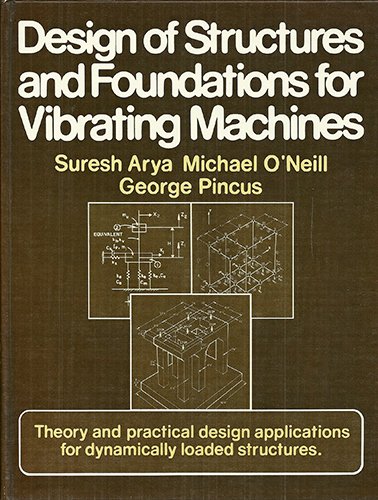 Design of Structures
and Foundations for
Vibrating Machines
Suresh Arya Michael O'Neill
George Pincus
EQUIVALENT
Theory and practical design applications
for dynamically loaded structures.